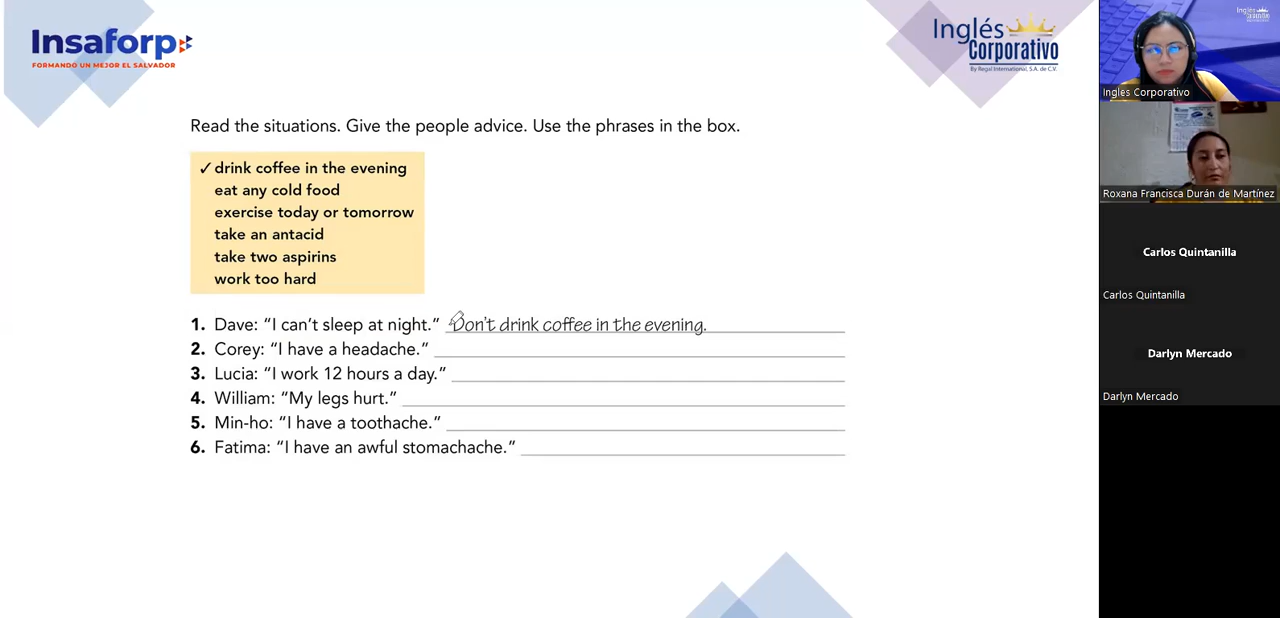 Insaforp
FORMANDO UN MEJOR EL SALVADOR
Inglés
Corporativo
By Regal International, S.A. de C.V.
Read the situations. Give the people advice. Use the phrases in the box.
✓ drink coffee in the evening
eat any cold food
exercise today or tomorrow
take an antacid
take two aspirins
work too hard
1. Dave: “I can’t sleep at night.” Don’t drink coffee in the evening.
2. Corey: “I have a headache.”
3. Lucia: “I work 12 hours a day.”
4. William: “My legs hurt.”
5. Min-ho: “I have a toothache.”
6. Fatima: “I have an awful stomachache.”
Inglés
Ingles Corporativo
Roxana Francisca Durán de Martínez
Carlos Quintanilla
Carlos Quintanilla
Darlyn Mercado
Darlyn Mercado